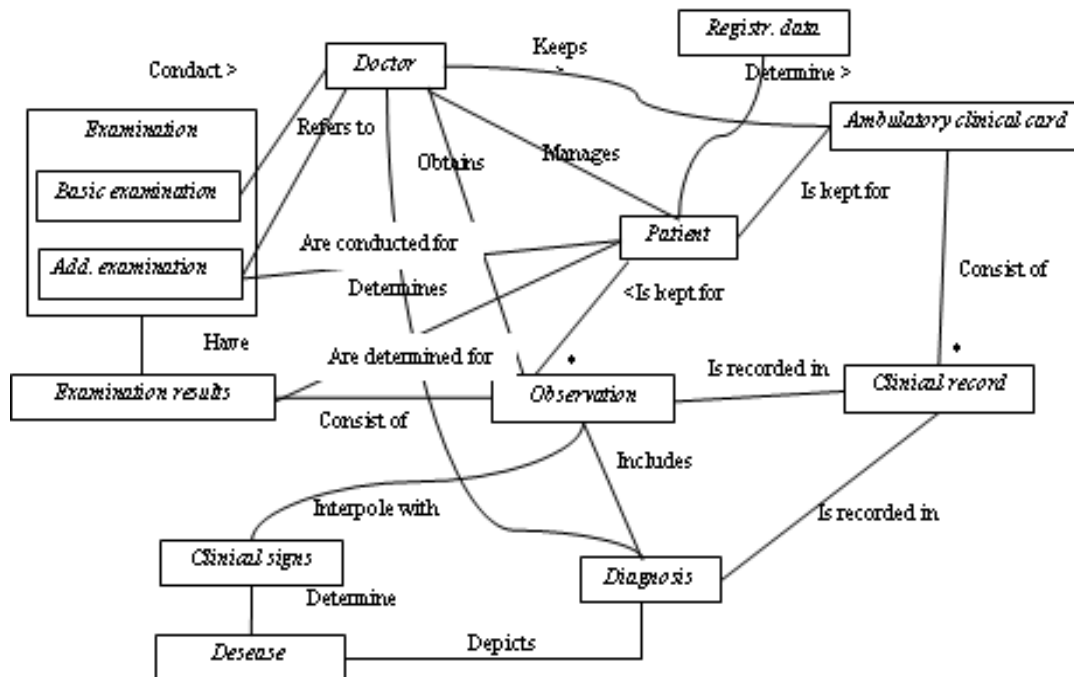 Registr. data
Keeps
Doctor
Condact >
Determine >
Examination
Refers to
Ambulatory clinical card
Obtains
Manages
Basic examination
Is kept for
Patient
Are conducted for
Add. examination
Consist of
Determines
<Is kept for
Have
Are determined for
*
*
Is recorded in
Examination results
Observation
Clinical record
Consist of
Includes
Interpole with
Is recorded in
Clinical signs
Diagnosis
Determine
Depicts
Desease